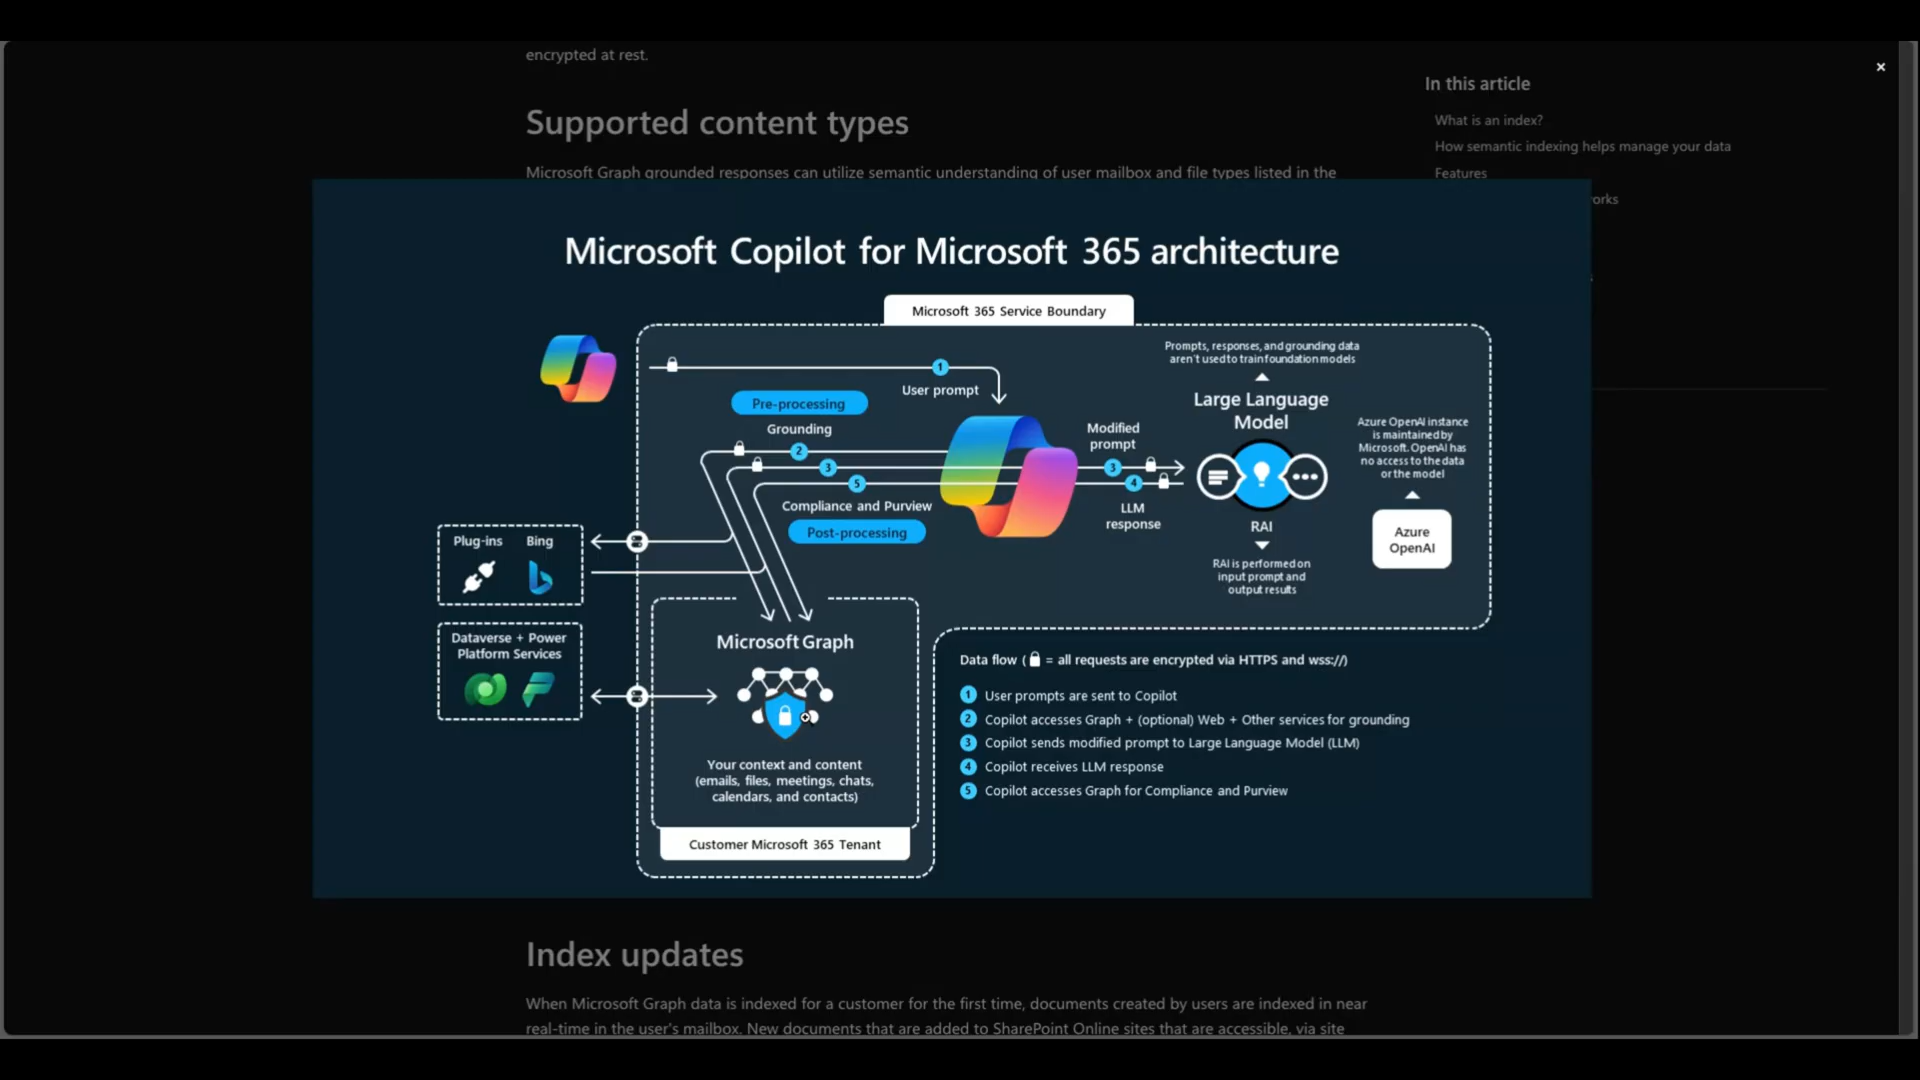 encrypted at rest.
Supported content types
Microsoft Graph grounded responses can utilize semantic understanding of user mailbox and file types listed in the
In this article
What is an index?
How semantic indexing helps manage your data
Features
Microsoft Copilot for Microsoft 365 architecture
Microsoft 365 Service Boundary
1
User prompt
Pre-processing
Grounding
2
3
5
Compliance and Purview
Post-processing
Modified
prompt
3
4
LLM
response
Prompts, responses, and grounding data
aren't used to train foundation models
Large Language
Model
RAI
RAI is performed on
input prompt and
output results
Azure OpenAI instance
is maintained by
Microsoft. OpenAI has
no access to the data
or the model
Azure
OpenAI
Plug-ins
Bing
Dataverse + Power
Platform Services
Microsoft Graph
Your context and content
(emails, files, meetings, chats,
calendars, and contacts)
Customer Microsoft 365 Tenant
Data flow ( = all requests are encrypted via HTTPS and wss://)
1 User prompts are sent to Copilot
2 Copilot accesses Graph + (optional) Web + Other services for grounding
3 Copilot sends modified prompt to Large Language Model (LLM)
4 Copilot receives LLM response
5 Copilot accesses Graph for Compliance and Purview
Index updates
When Microsoft Graph data is indexed for a customer for the first time, documents created by users are indexed in near
real-time in the user's mailbox. New documents that are added to SharePoint Online sites that are accessible, via site